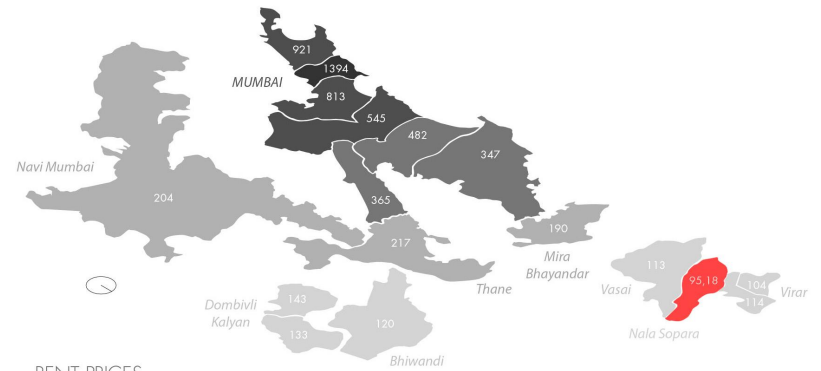 921
1394
MUMBAI
813
545
482
347
Navi Mumbai
204
365
190
217
Mira
Bhayandar
113
95,18
104
114
Vasai
Virar
Thane
143
Dombivli
Kalyan
133
120
Nala Sopara
Bhiwandi
RENT PRICES